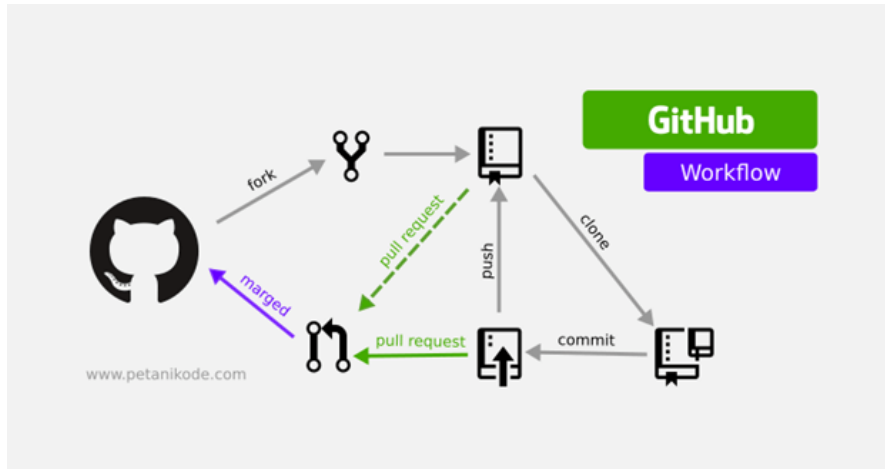 GitHub
Workflow
fork
clone
pull request
push
marged
pull request
commit
www.petanikode.com